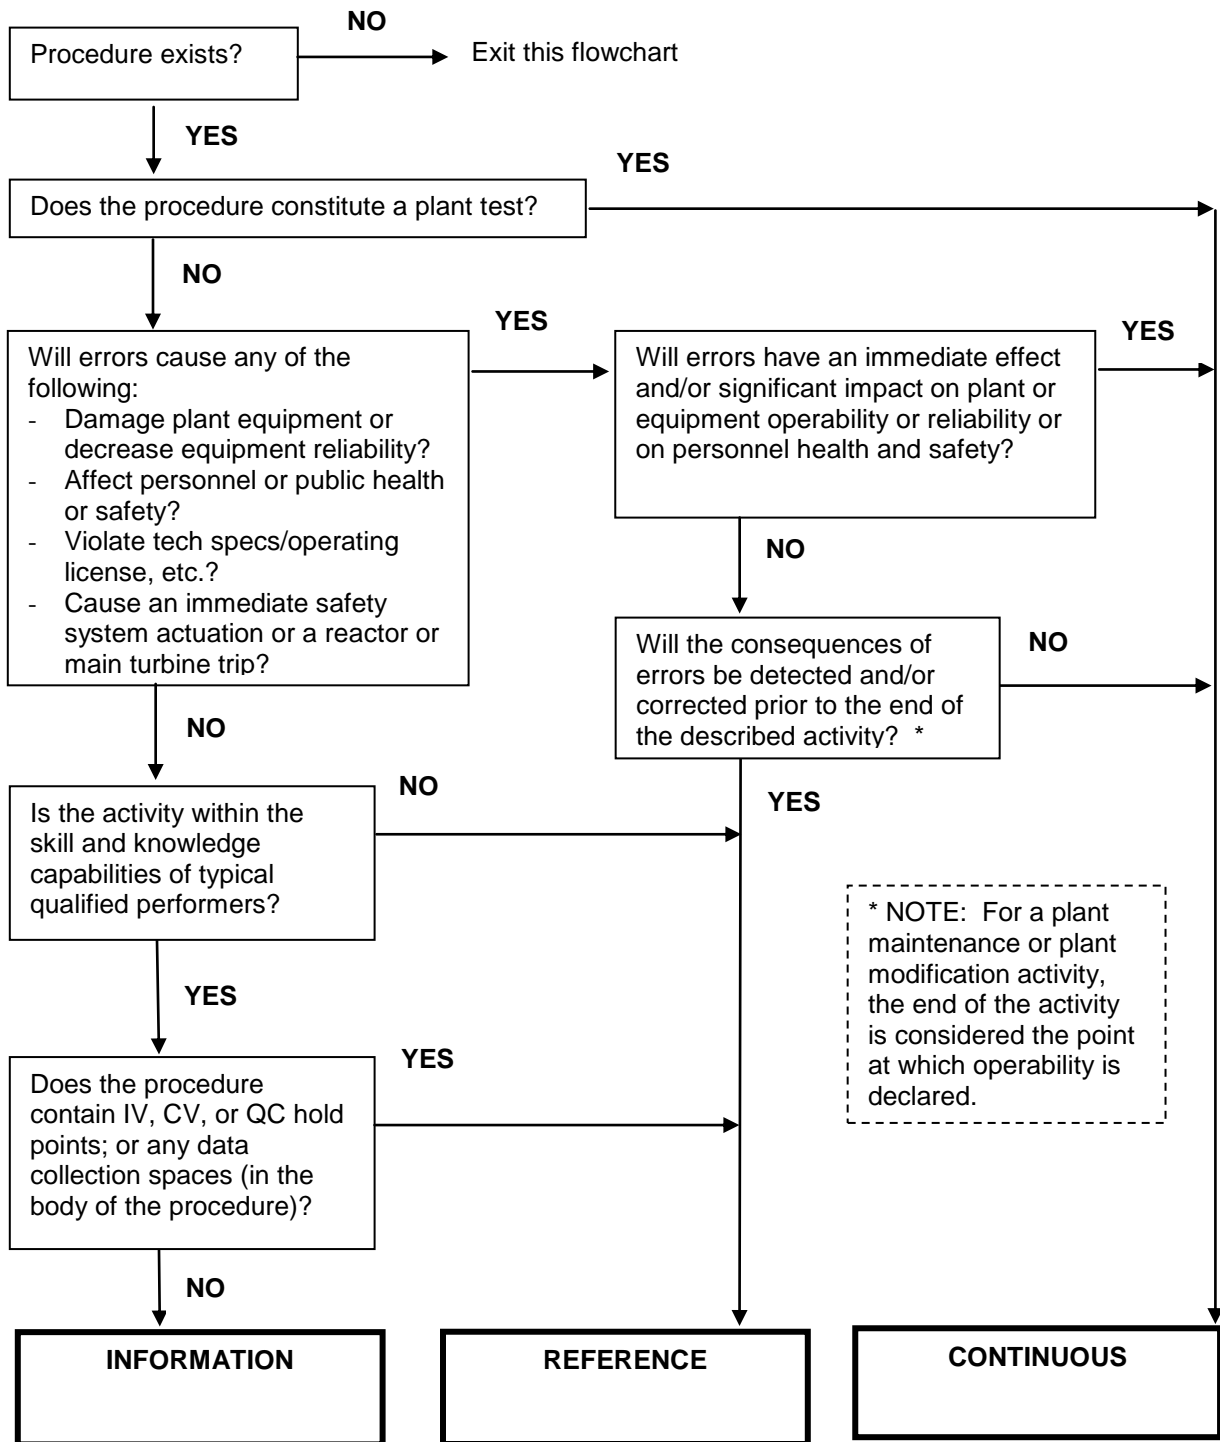 NO
Procedure exists?
Exit this flowchart
YES
YES
Does the procedure constitute a plant test?
NO
YES
YES
Will errors cause any of the
following:
- Damage plant equipment or
decrease equipment reliability?
- Affect personnel or public health
or safety?
- Violate tech specs/operating
license, etc.?
- Cause an immediate safety
system actuation or a reactor or
main turbine trip?
Will errors have an immediate effect
and/or significant impact on plant or
equipment operability or reliability or
on personnel health and safety?
NO
Will the consequences of
errors be detected and/or
corrected prior to the end of
the described activity? *
NO
NO
YES
Is the activity within the
skill and knowledge
capabilities of typical
qualified performers?
NO
* NOTE: For a plant
maintenance or plant
modification activity,
the end of the activity
is considered the point
at which operability is
declared.
YES
Does the procedure
contain IV, CV, or QC hold
points; or any data
collection spaces (in the
body of the procedure)?
YES
NO
INFORMATION
REFERENCE
CONTINUOUS